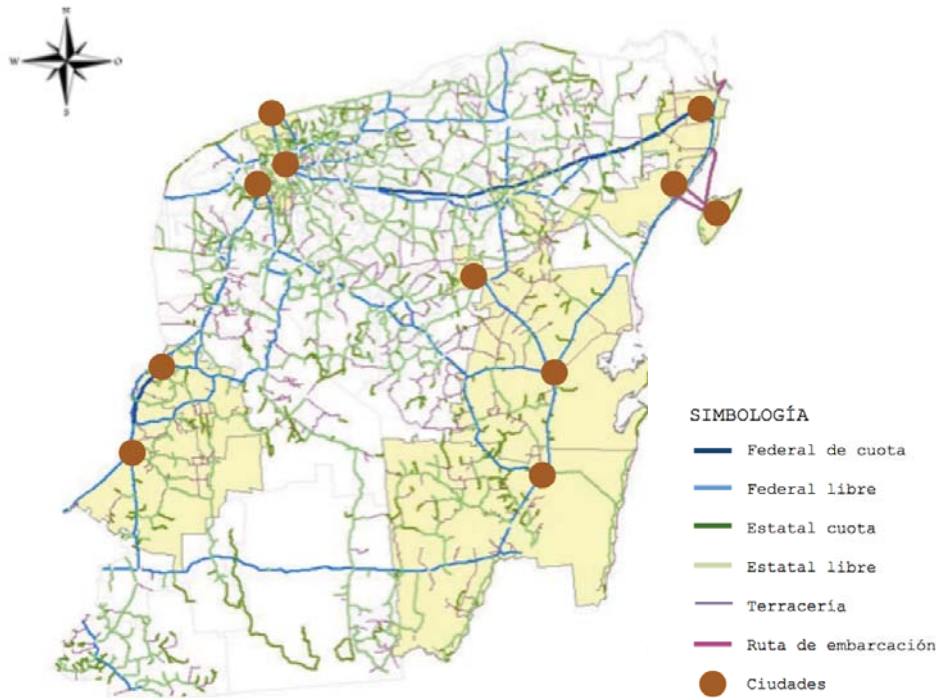 N
W
O
S
SIMBOLOGÍA
Federal de cuota
Federal libre
Estatal cuota
Estatal libre
Terracería
Ruta de embarcación
Ciudades